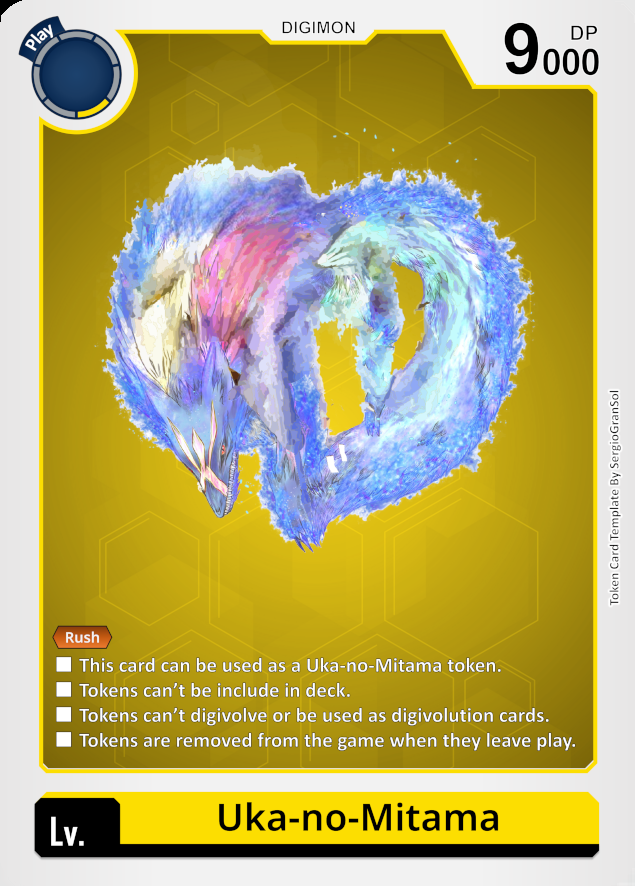 Play
DIGIMON
DP
9000
Rush
This card can be used as a Uka-no-Mitama token.
Tokens can't be include in deck.
Tokens can't digivolve or be used as digivolution cards.
Tokens are removed from the game when they leave play.
Token Card Template By SergioGranSol
Lv.
Uka-no-Mitama